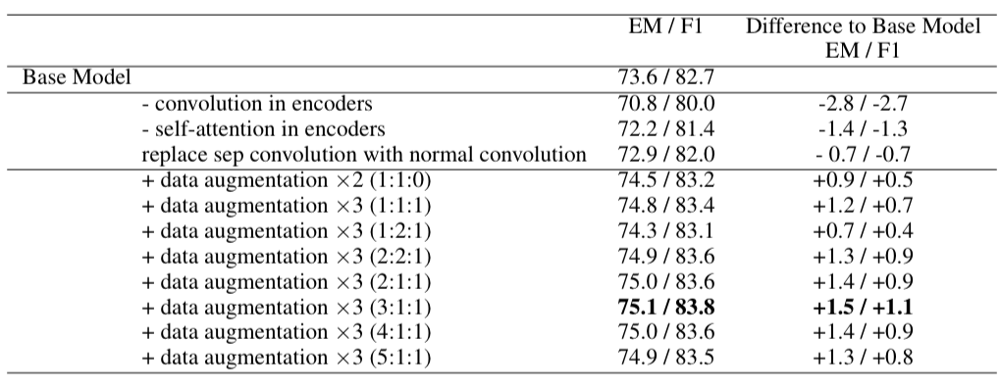 EM / F1 Difference to Base Model
EM / F1
Base Model 73.6 / 82.7
- convolution in encoders 70.8 / 80.0 -2.8 / -2.7
- self-attention in encoders 72.2 / 81.4 -1.4 / -1.3
replace sep convolution with normal convolution 72.9 / 82.0 - 0.7 / -0.7
+ data augmentation ×2 (1:1:0) 74.5 / 83.2 +0.9 / +0.5
+ data augmentation ×3 (1:1:1) 74.8 / 83.4 +1.2 / +0.7
+ data augmentation ×3 (1:2:1) 74.3 / 83.1 +0.7 / +0.4
+ data augmentation ×3 (2:2:1) 74.9 / 83.6 +1.3 / +0.9
+ data augmentation ×3 (2:1:1) 75.0 / 83.6 +1.4 / +0.9
+ data augmentation ×3 (3:1:1) 75.1 / 83.8 +1.5 / +1.1
+ data augmentation ×3 (4:1:1) 75.0 / 83.6 +1.4 / +0.9
+ data augmentation ×3 (5:1:1) 74.9 / 83.5 +1.3 / +0.8